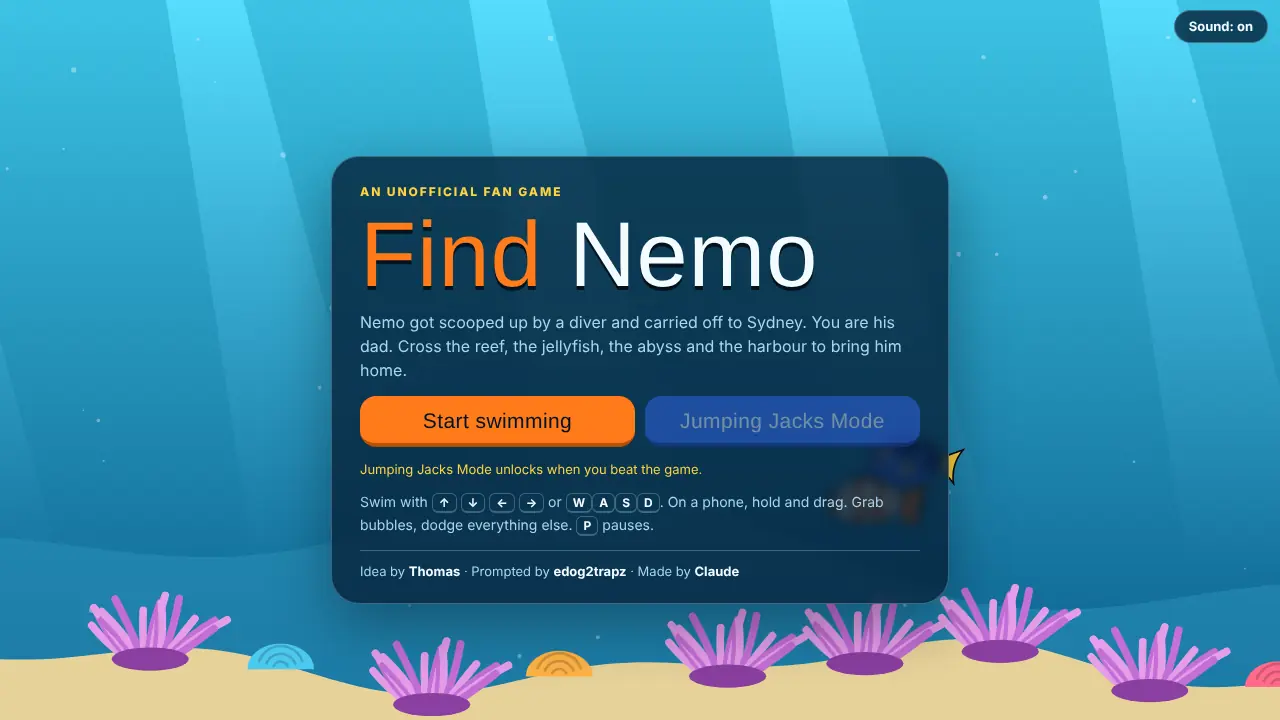 Sound: on
AN UNOFFICIAL FAN GAME
Find Nemo
Nemo got scooped up by a diver and carried off to Sydney. You are his
dad. Cross the reef, the jellyfish, the abyss and the harbour to bring him
home.
Start swimming
Jumping Jacks Mode
Jumping Jacks Mode unlocks when you beat the game.
Swim with ↑ ↓ ← → or W A S D. On a phone, hold and drag. Grab
bubbles, dodge everything else. P pauses.
Idea by Thomas · Prompted by edog2trapz · Made by Claude